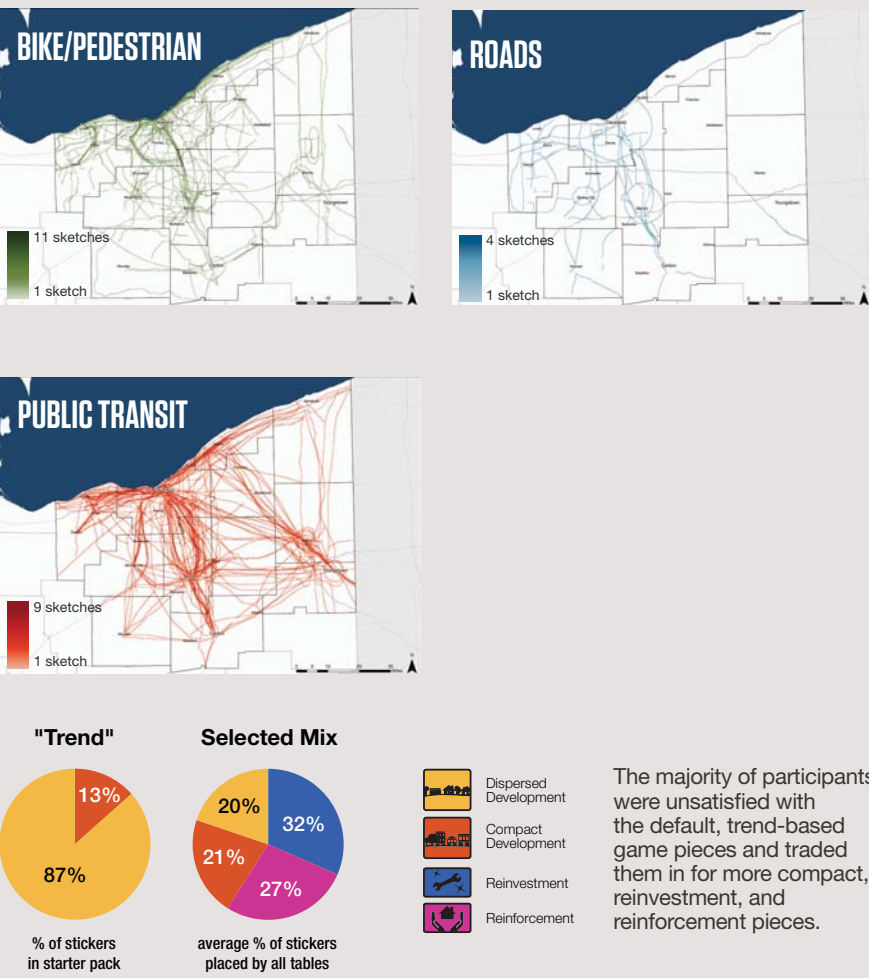 BIKE/PEDESTRIAN
11 sketches
1 sketch
ROADS
4 sketches
1 sketch
PUBLIC TRANSIT
9 sketches
1 sketch
"Trend"
13%
87%
% of stickers
in starter pack
Selected Mix
20%
32%
21%
27%
average % of stickers
placed by all tables
Dispersed
Development
Compact
Development
Reinvestment
Reinforcement
The majority of participants
were unsatisfied with
the default, trend-based
game pieces and traded
them in for more compact,
reinvestment, and
reinforcement pieces.